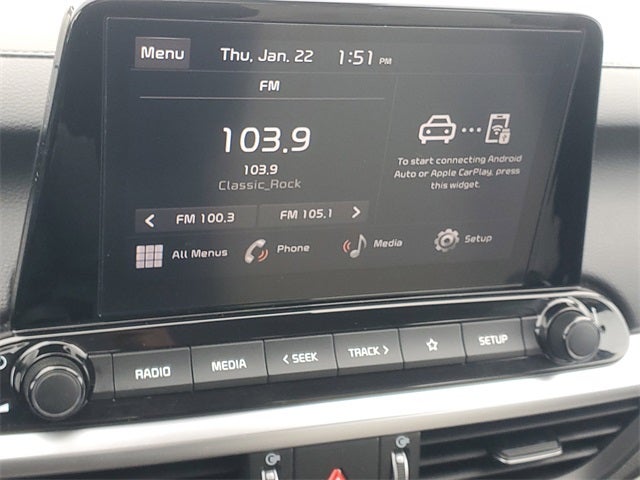 Menu Thu, Jan. 22 1:51 PM
FM
103.9
103.9
Classic_Rock
< FM 100.3 FM 105.1 >
To start connecting Android
Auto or Apple CarPlay, press
this widget.
All Menus Phone Media Setup
RADIO MEDIA < SEEK TRACK > SETUP